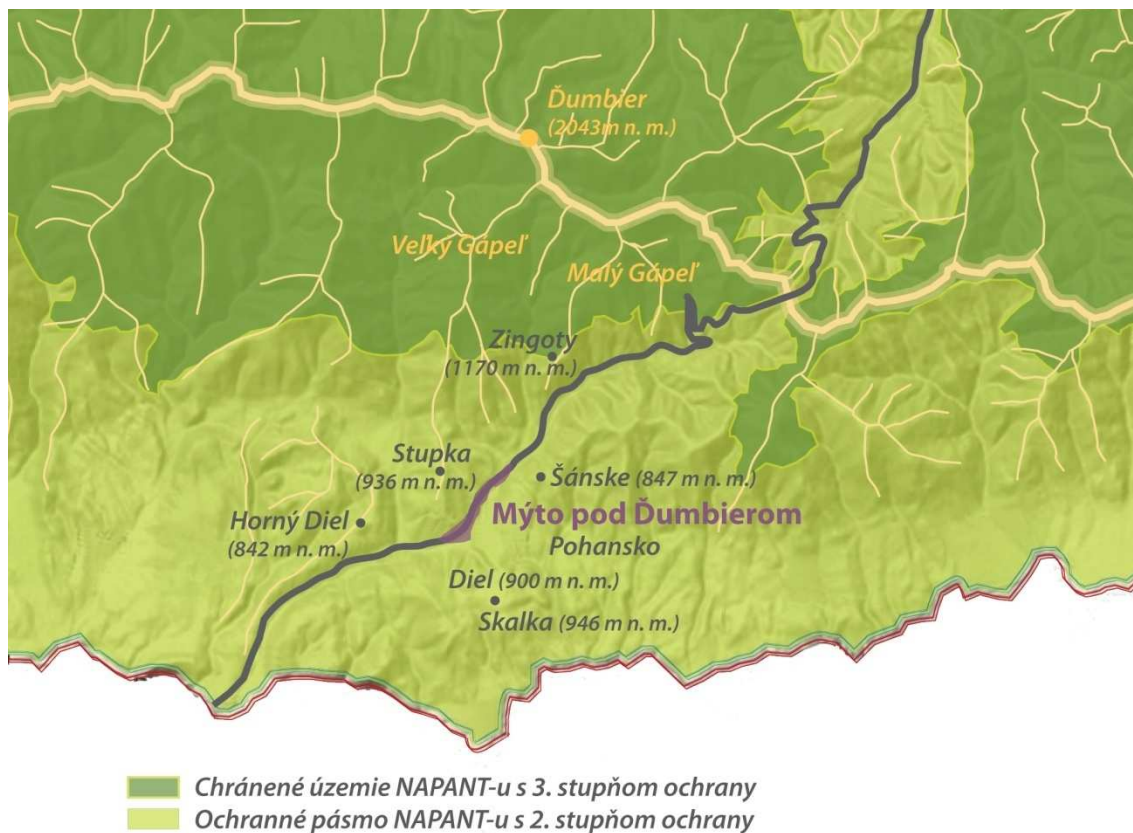 Ďumbier
(2043m n. m.)
Veľký Gápeľ
Malý Gápeľ
Zingoty
(1170 m n. m.)
Stupka
(936 m n. m.)
Šánske (847 m n. m.)
Mýto pod Ďumbierom
Horný Diel
(842 m n. m.)
Pohansko
Diel (900 m n. m.)
Skalka (946 m n. m.)
Chránené územie NAPANT-u s 3. stupňom ochrany
Ochranné pásmo NAPANT-u s 2. stupňom ochrany